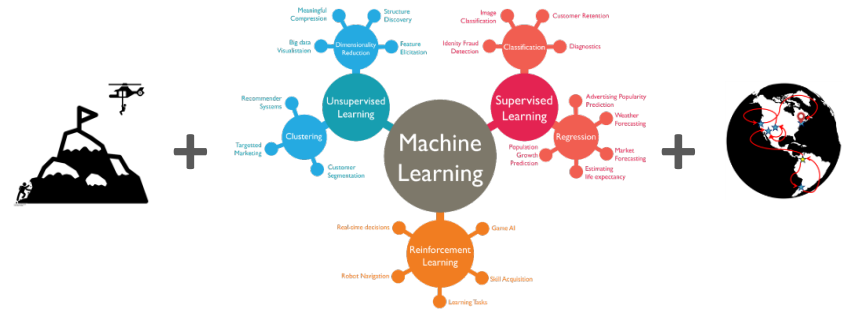 Meaningful
Compression
Structure
Discovery
Big data
Visualistaion
Dimensionality
Reduction
Feature
Elicitation
Recommender
Systems
Unsupervised
Learning
Clustering
Targetted
Marketing
Customer
Segmentation
Machine
Learning
Image
Classification
Customer Retention
Idenity Fraud
Detection
Classification
Diagnostics
Supervised
Learning
Advertising Popularity
Prediction
Weather
Forecasting
Regression
Population
Growth
Prediction
Market
Forecasting
Estimating
life expectancy
Real-time decisions
Game AI
Reinforcement
Learning
Robot Navigation
Skill Acquisition
Learning Tasks